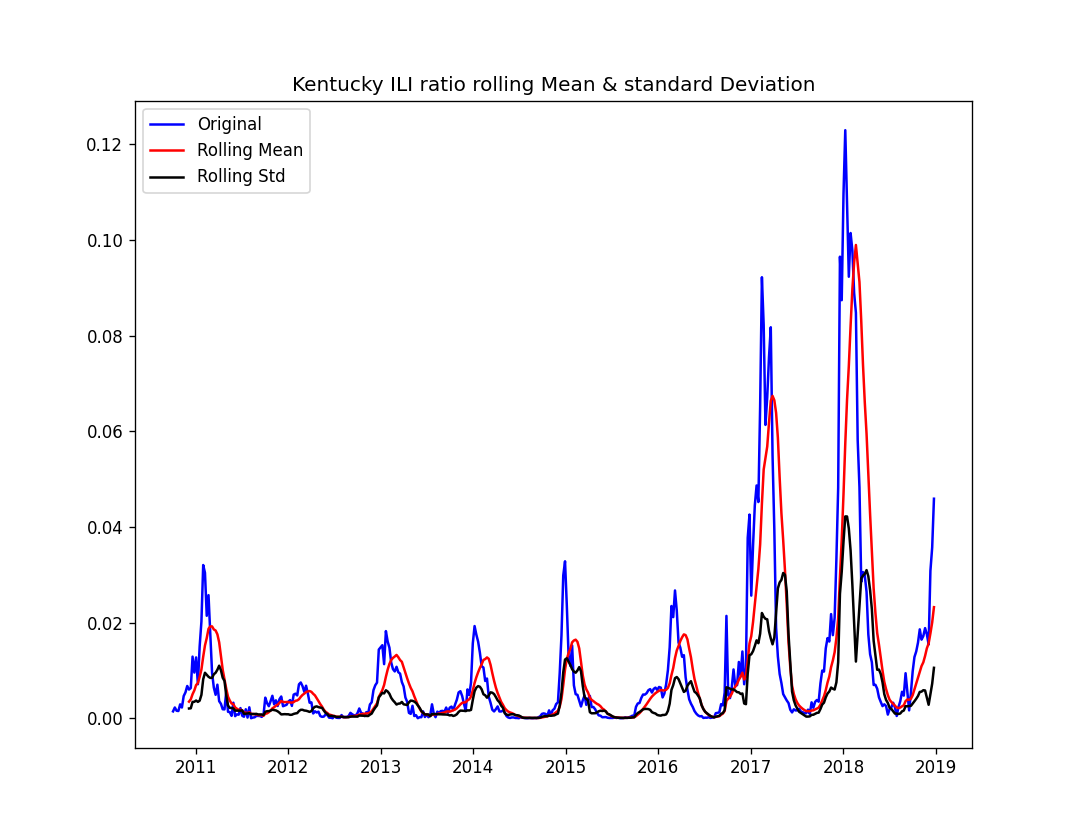 Kentucky ILI ratio rolling Mean & standard Deviation
Original
Rolling Mean
Rolling Std
0.12
0.10
0.08
0.06
0.04
0.02
0.00
2011 2012 2013 2014 2015 2016 2017 2018 2019